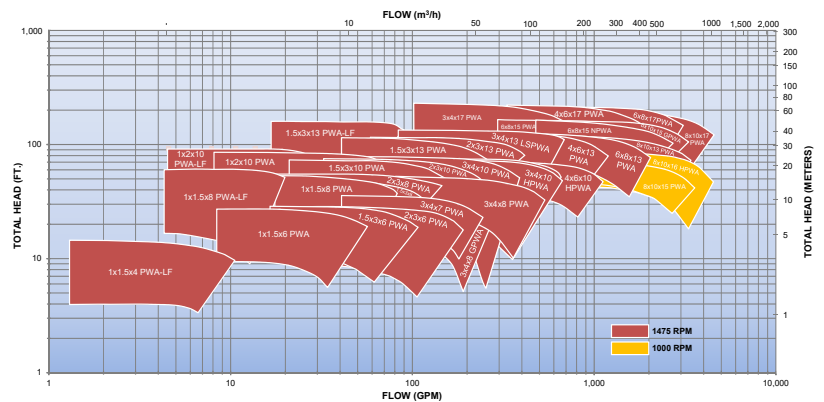 FLOW (m³/h)
10
50
100
200
300
400
500
1000
1,500
2,000
1,000
100
10
1
TOTAL HEAD (FT.)
300
200
150
100
80
60
40
30
20
10
5
1
TOTAL HEAD (METERS)
3x4x17 PWA
4x6x17 PWA
6x8x17PWA
6x8x15 PWA
6x8x15 NPWA
8x10x15 GPWA
8x10x17 PWA
8x10x13 PWA
1.5x3x13 PWA-LF
1.5x3x13 PWA
2x3x13 PWA
3x4x13 LSPWA
4x6x13 PWA
6x8x13 PWA
8x10x16 HPWA
8x10x15 PWA
1x2x10 PWA-LF
1x2x10 PWA
1.5x3x10 PWA
2x3x10 PWA
3x4x10 PWA
3x4x10 HPWA
4x6x10 HPWA
1x1.5x8 PWA-LF
1x1.5x8 PWA
2x3x8 PWA
3x4x7 PWA
3x4x8 PWA
1.5x3x6 PWA
2x3x6 PWA
1x1.5x6 PWA
3x4x8 GPWA
1x1.5x4 PWA-LF
1475 RPM
1000 RPM
1
10
100
1,000
10,000
FLOW (GPM)